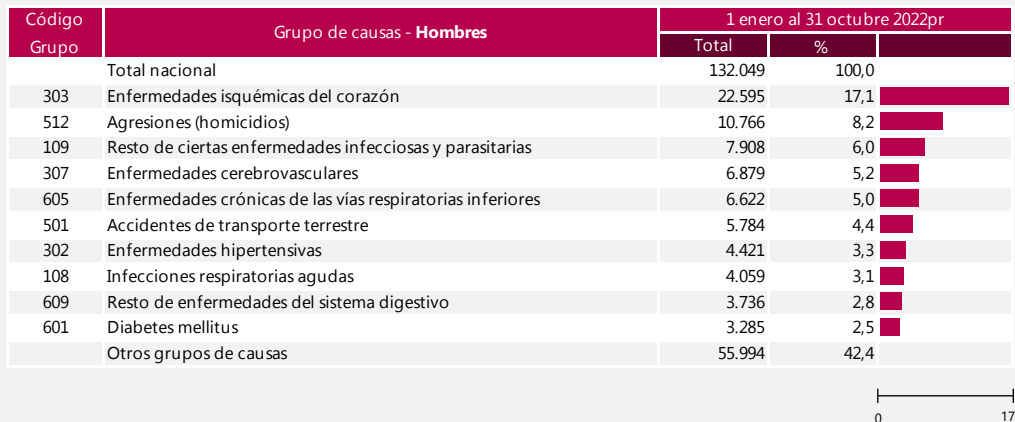 Código Grupo Grupo de causas - Hombres 1 enero al 31 octubre 2022pr
Total %
Total nacional 132.049 100,0
303 Enfermedades isquémicas del corazón 22.595 17,1
512 Agresiones (homicidios) 10.766 8,2
109 Resto de ciertas enfermedades infecciosas y parasitarias 7.908 6,0
307 Enfermedades cerebrovasculares 6.879 5,2
605 Enfermedades crónicas de las vías respiratorias inferiores 6.622 5,0
501 Accidentes de transporte terrestre 5.784 4,4
302 Enfermedades hipertensivas 4.421 3,3
108 Infecciones respiratorias agudas 4.059 3,1
609 Resto de enfermedades del sistema digestivo 3.736 2,8
601 Diabetes mellitus 3.285 2,5
Otros grupos de causas 55.994 42,4
0 17